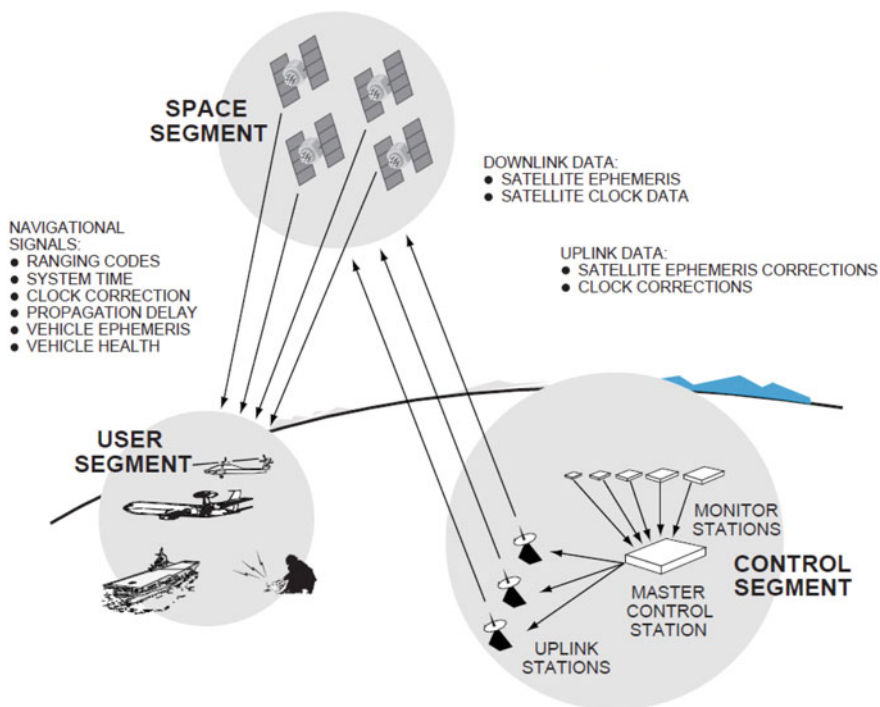 SPACE
SEGMENT
DOWNLINK DATA:
● SATELLITE EPHEMERIS
● SATELLITE CLOCK DATA
NAVIGATIONAL
SIGNALS:
● RANGING CODES
● SYSTEM TIME
● CLOCK CORRECTION
● PROPAGATION DELAY
● VEHICLE EPHEMERIS
● VEHICLE HEALTH
UPLINK DATA:
● SATELLITE EPHEMERIS CORRECTIONS
● CLOCK CORRECTIONS
USER
SEGMENT
MONITOR
STATIONS
CONTROL
SEGMENT
MASTER
CONTROL
STATION
UPLINK
STATIONS